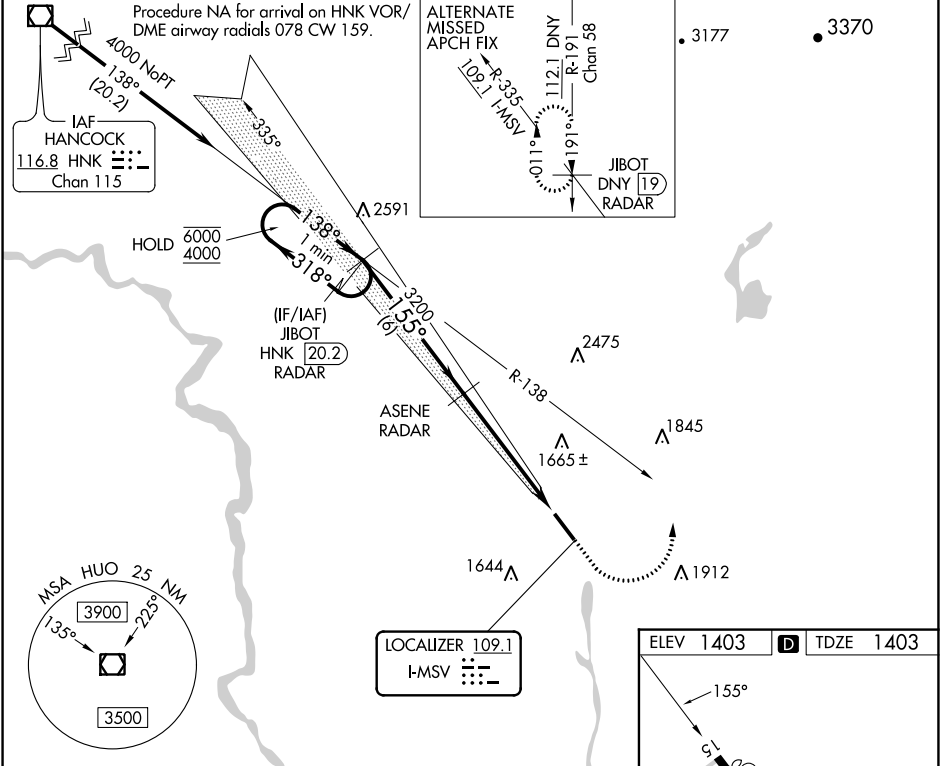 Procedure NA for arrival on HNK VOR/
DME airway radials 078 CW 159.
4000 NoPT
138°
(20.2)
IAF
HANCOCK
116.8 HNK
Chan 115
335°
ALTERNATE
MISSED
APCH FIX
R-335
109.1 I-MSV
112.1 DNY
R-191
Chan 58
011°
191°
JIBOT
DNY 19
RADAR
3177
3370
2591
HOLD 6000
4000
138°
1 min
318°
(IF/IAF)
JIBOT
HNK 20.2
RADAR
3200
155°
(6)
R-138
2475
ASENE
RADAR
1665 ±
1845
1644
1912
MSA HUO 25 NM
3900
135°
225°
3500
LOCALIZER 109.1
I-MSV
ELEV 1403 D TDZE 1403
155°
15